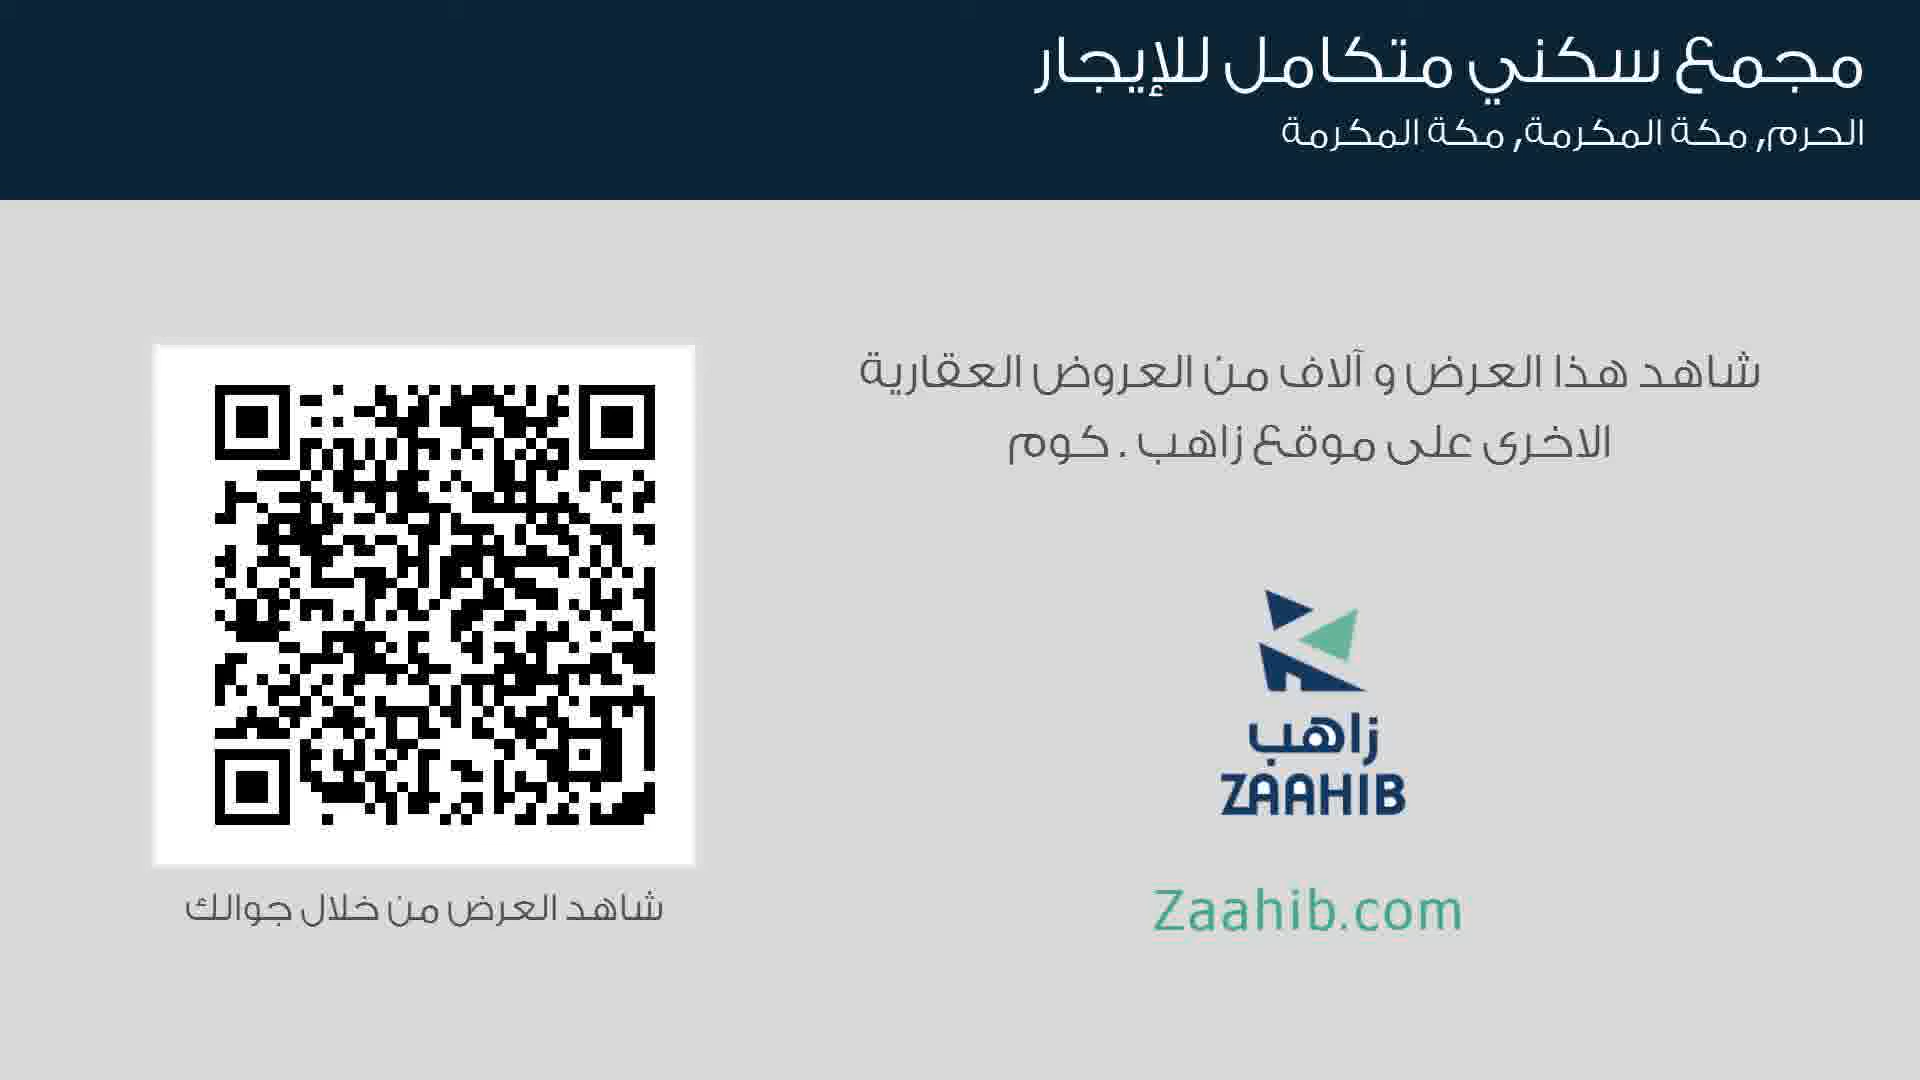 مجمع سكني متكامل للإيجار
الحرم, مكة المكرمة, مكة المكرمة
شاهد هذا العرض و آلاف من العروض العقارية
الاخرى على موقع زاهب . كوم
زاهب
ZAAHIB
Zaahib.com
شاهد العرض من خلال جوالك